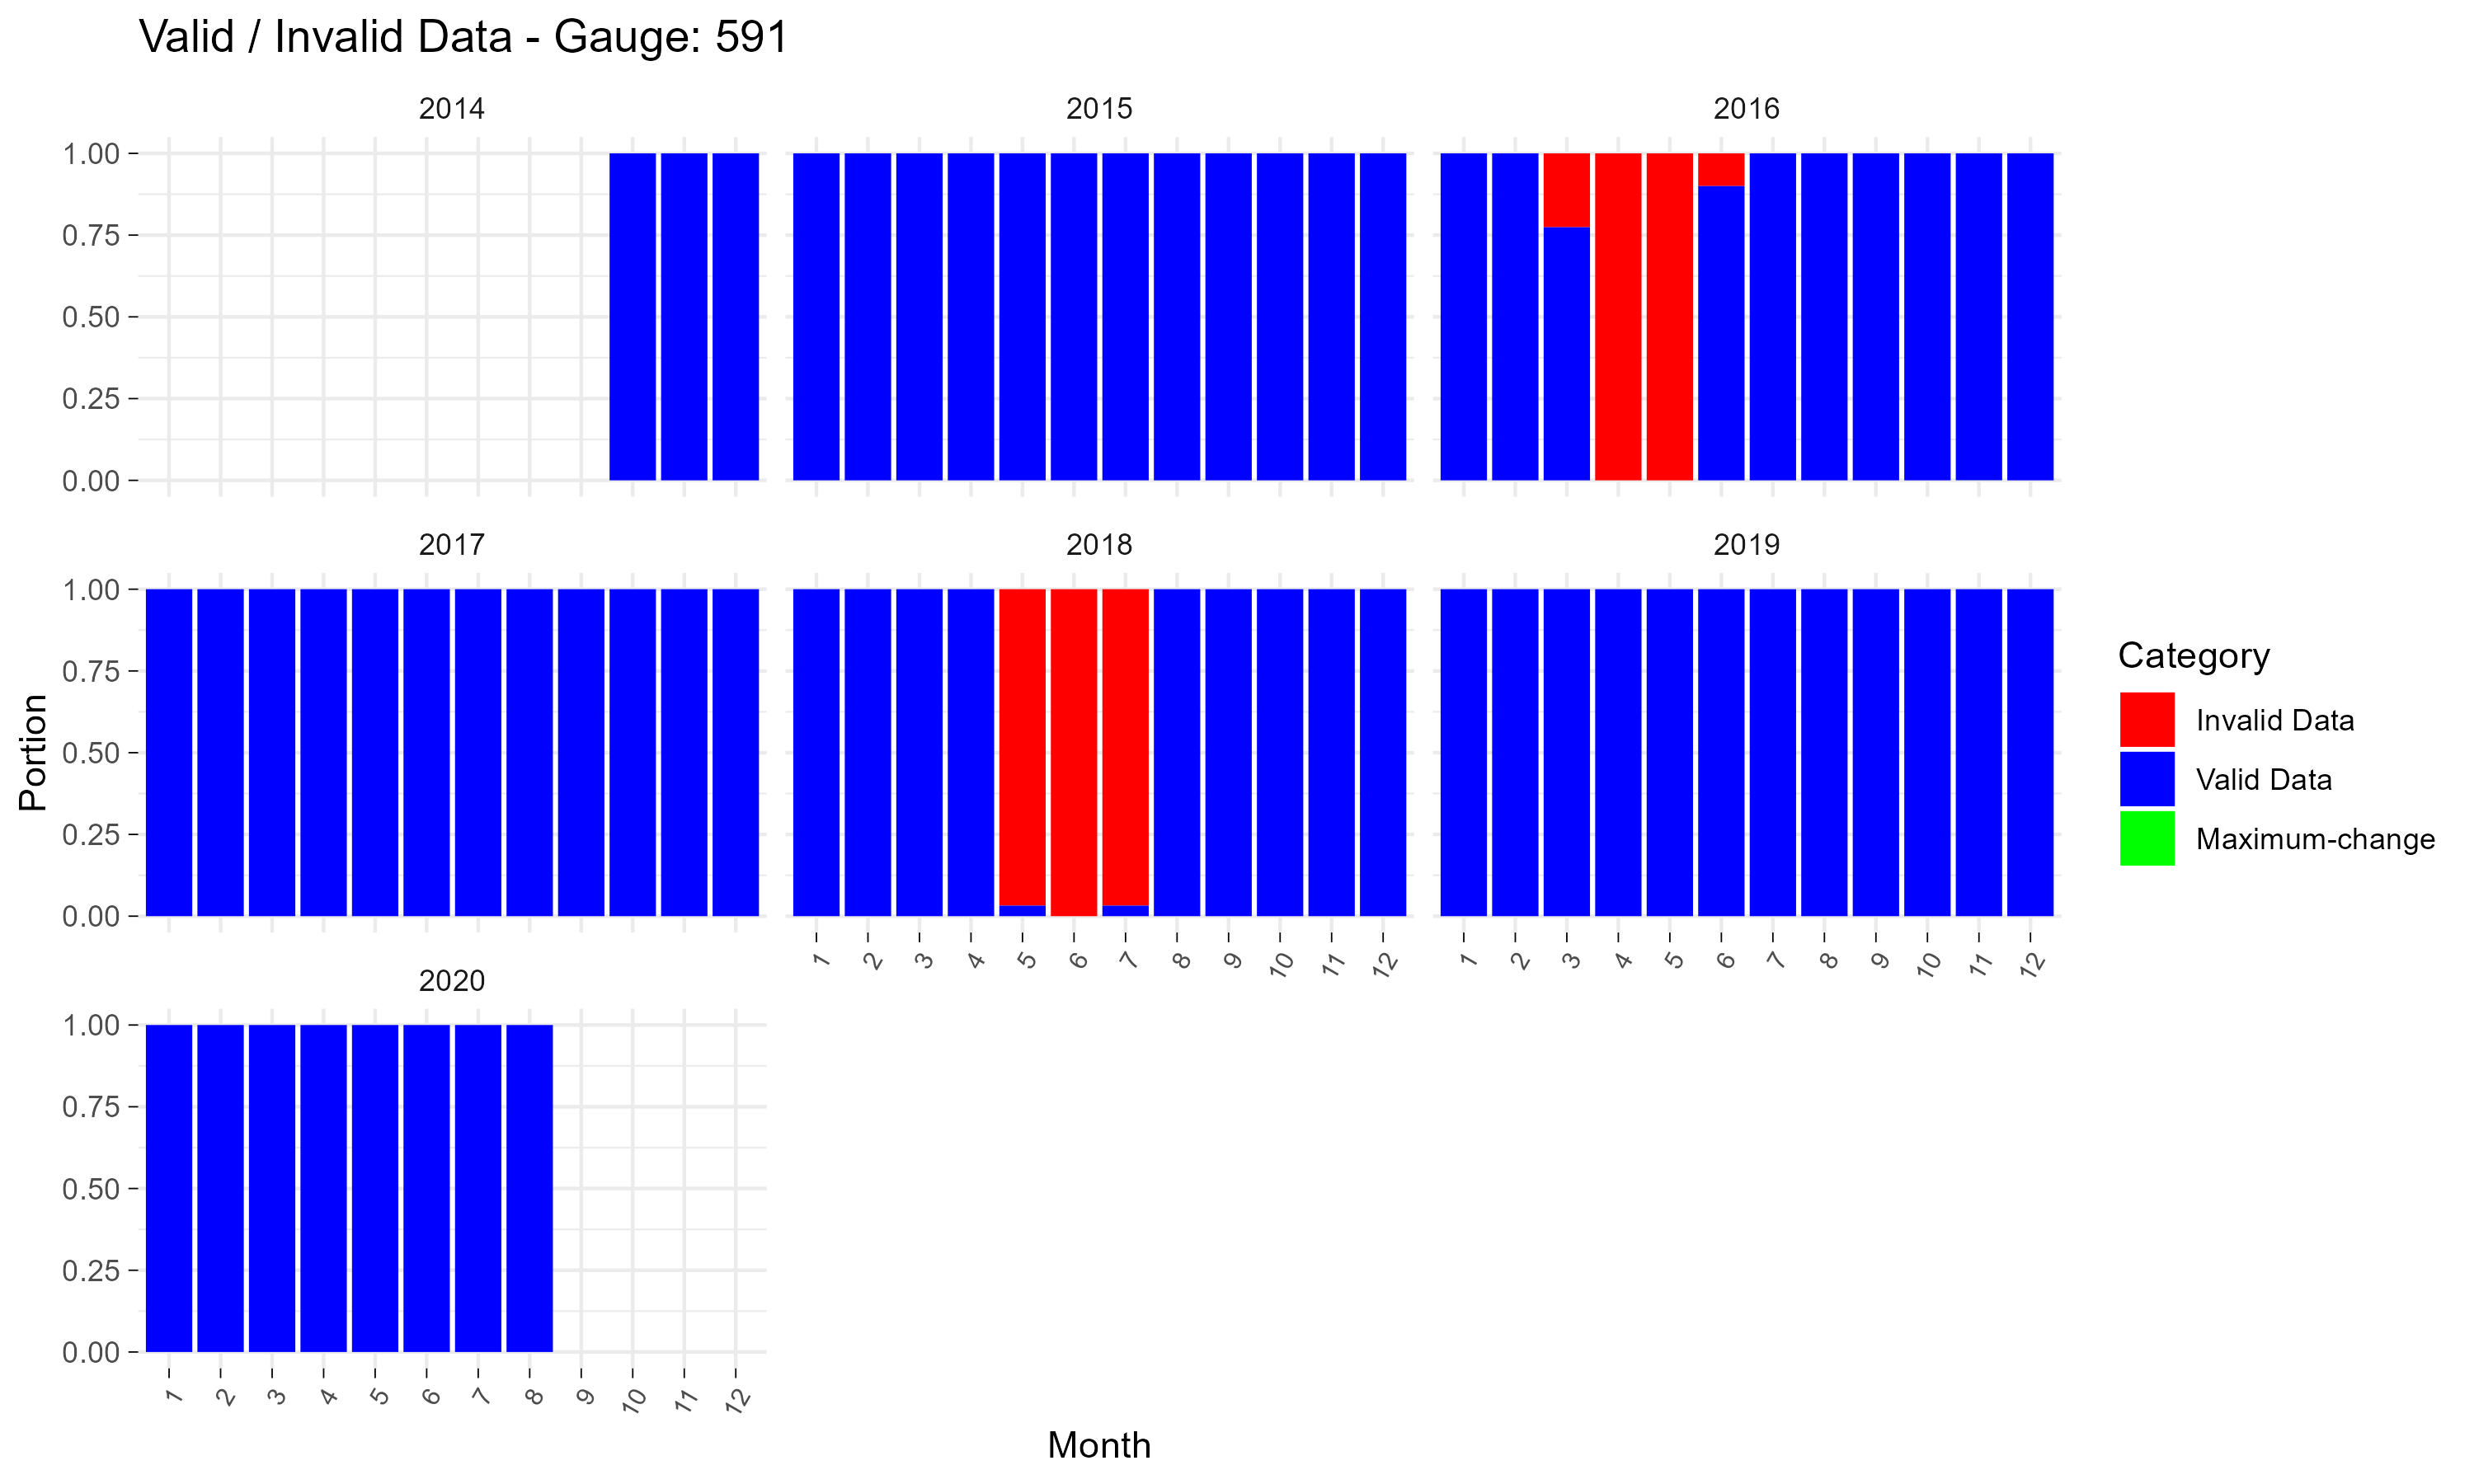 Valid / Invalid Data - Gauge: 591
2014
2015
2016
1.00
0.75
0.50
0.25
0.00
2017
2018
2019
1.00
0.75
0.50
0.25
0.00
1 2 3 4 5 6 7 8 9 10 11 12
1 2 3 4 5 6 7 8 9 10 11 12
2020
1.00
0.75
0.50
0.25
0.00
1 2 3 4 5 6 7 8 9 10 11 12
Portion
Month
Category
Invalid Data
Valid Data
Maximum-change